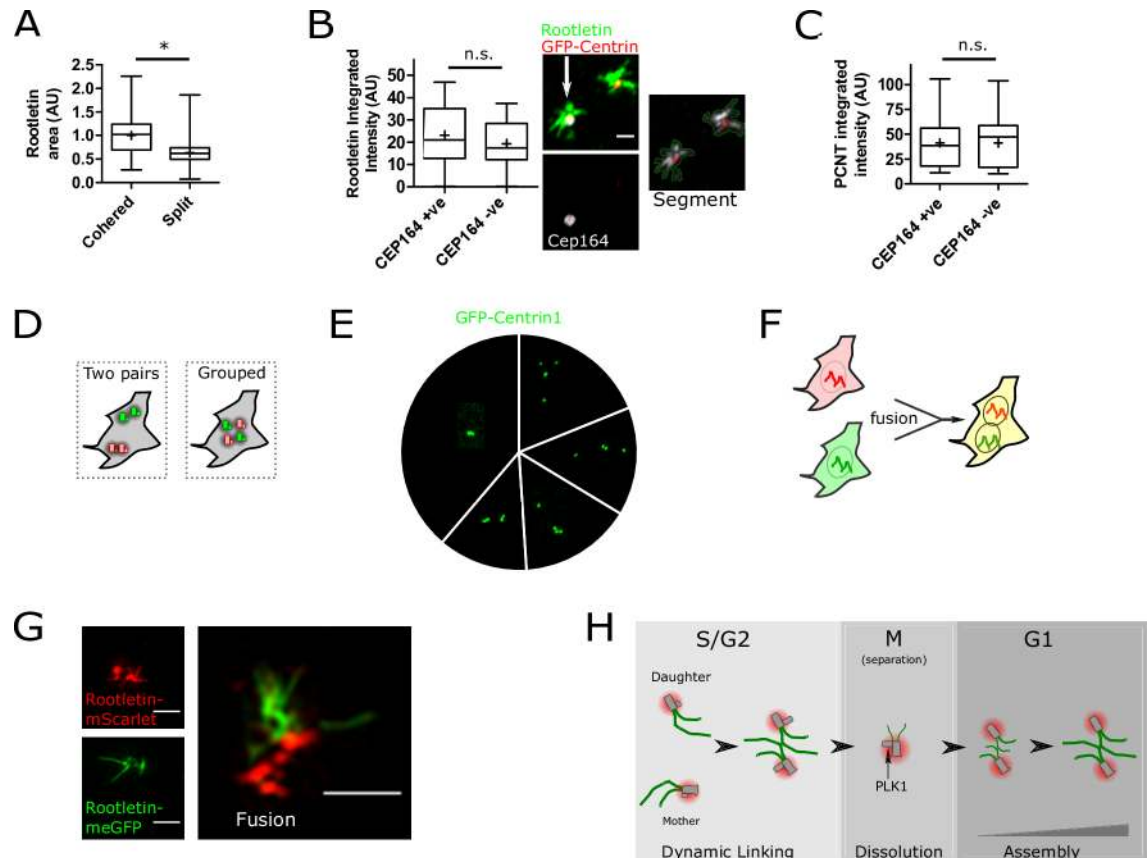 A
*
2.5
2.0
1.5
1.0
0.5
0.0
Rootletin
area (AU)
Cohered
Split
B
n.s.
50
40
30
20
10
0
Rootletin Integrated
Intensity (AU)
CEP164 +ve
CEP164 -ve
Rootletin
GFP-Centrin
Cep164
Segment
C
n.s.
150
100
50
0
PCNT integrated
intensity (AU)
CEP164 +ve
CEP164 -ve
D
Two pairs
Grouped
E
GFP-Centrin1
F
fusion
G
Rootletin-
mScarlet
Rootletin-
meGFP
Fusion
H
S/G2
Daughter
Mother
Dynamic Linking
M
(separation)
PLK1
Dissolution
G1
Assembly